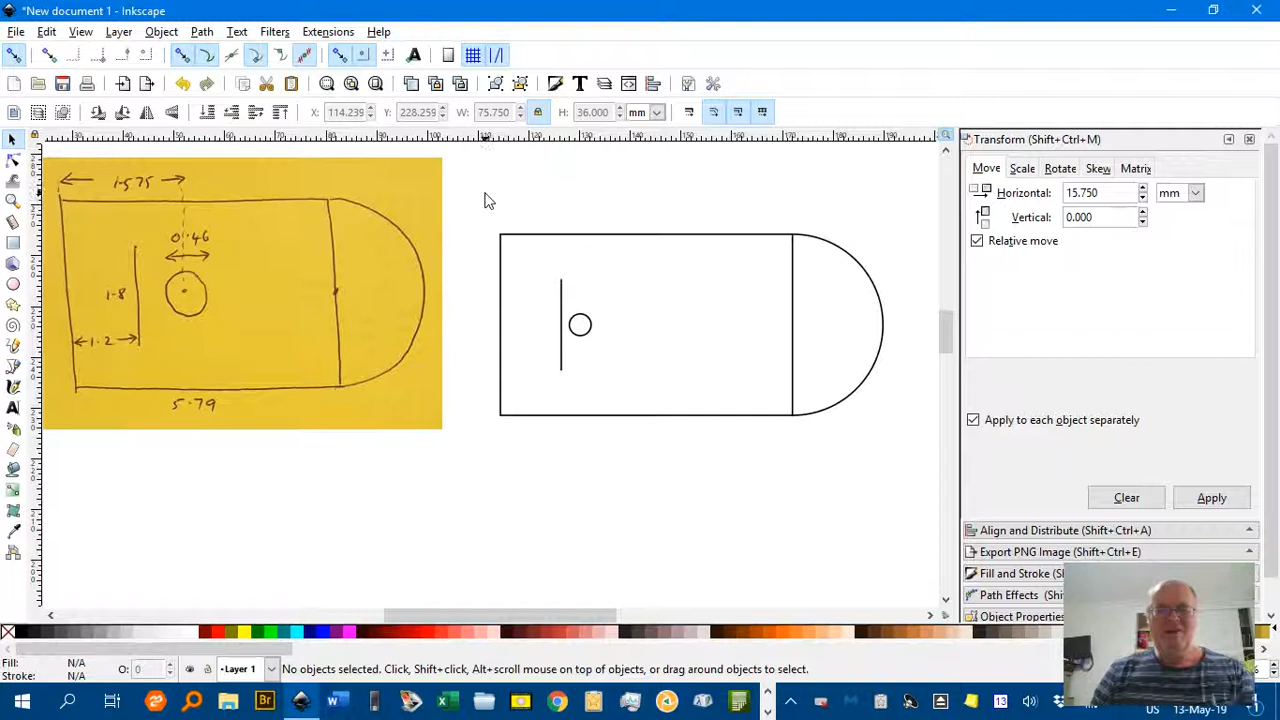 *New document 1 - Inkscape
File Edit View Layer Object Path Text Filters Extensions Help
X: 114.239 Y: 228.259 W: 75.750 H: 36.000 mm
Transform (Shift+Ctrl+M)
Move Scale Rotate Skew Matrix
Horizontal: 15.750 mm
Vertical: 0.000
Relative move
1.575
0.46
1.8
1.2
5.79
Apply to each object separately
Clear Apply
Align and Distribute (Shift+Ctrl+A)
Export PNG Image (Shift+Ctrl+E)
Fill and Stroke (S
Path Effects (S
Object Properties
Fill: N/A
Stroke: N/A
O: 0
Layer 1
No objects selected. Click, Shift+click, Alt+scroll mouse on top of objects, or drag around objects to select.
Br
13
US 13-May-19